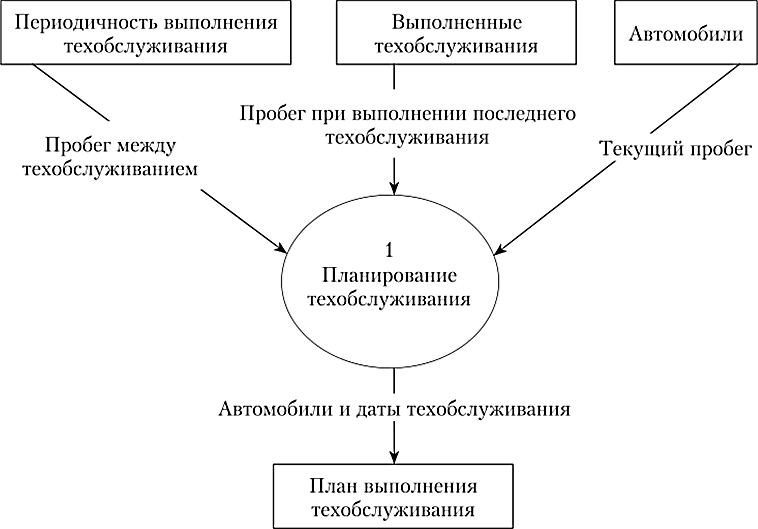 Периодичность выполнения
техобслуживания
Выполненные
техобслуживания
Автомобили
Пробег при выполнении последнего
техобслуживания
Пробег между
техобслуживанием
Текущий пробег
1
Планирование
техобслуживания
Автомобили и даты техобслуживания
План выполнения
техобслуживания